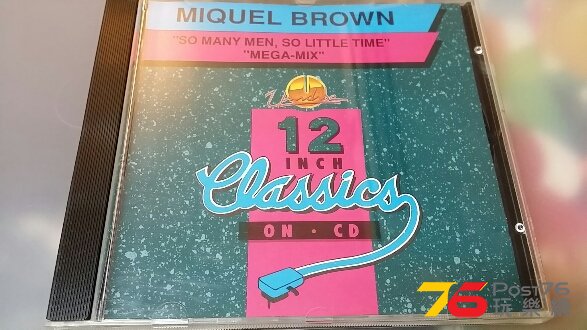 MIQUEL BROWN
"SO MANY MEN, SO LITTLE TIME"
"MEGA-MIX"
Unidisc
12
INCH
Classics
ON · CD
76 Post76
玩樂網